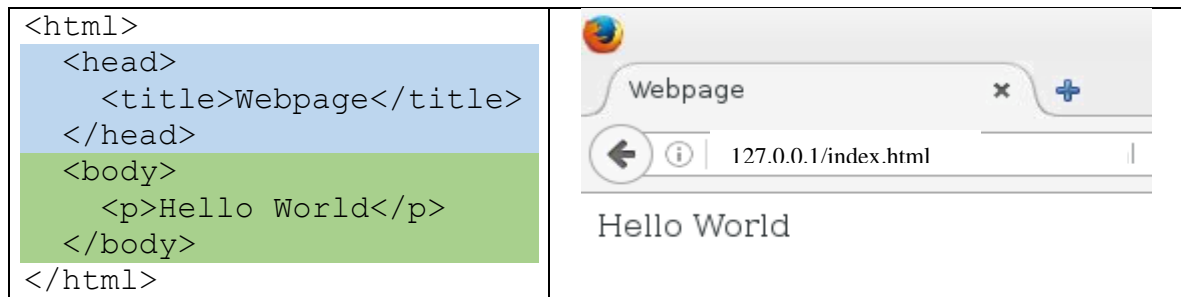 <html>
  <head>
    <title>Webpage</title>
  </head>
  <body>
    <p>Hello World</p>
  </body>
</html>
Webpage
127.0.0.1/index.html
Hello World